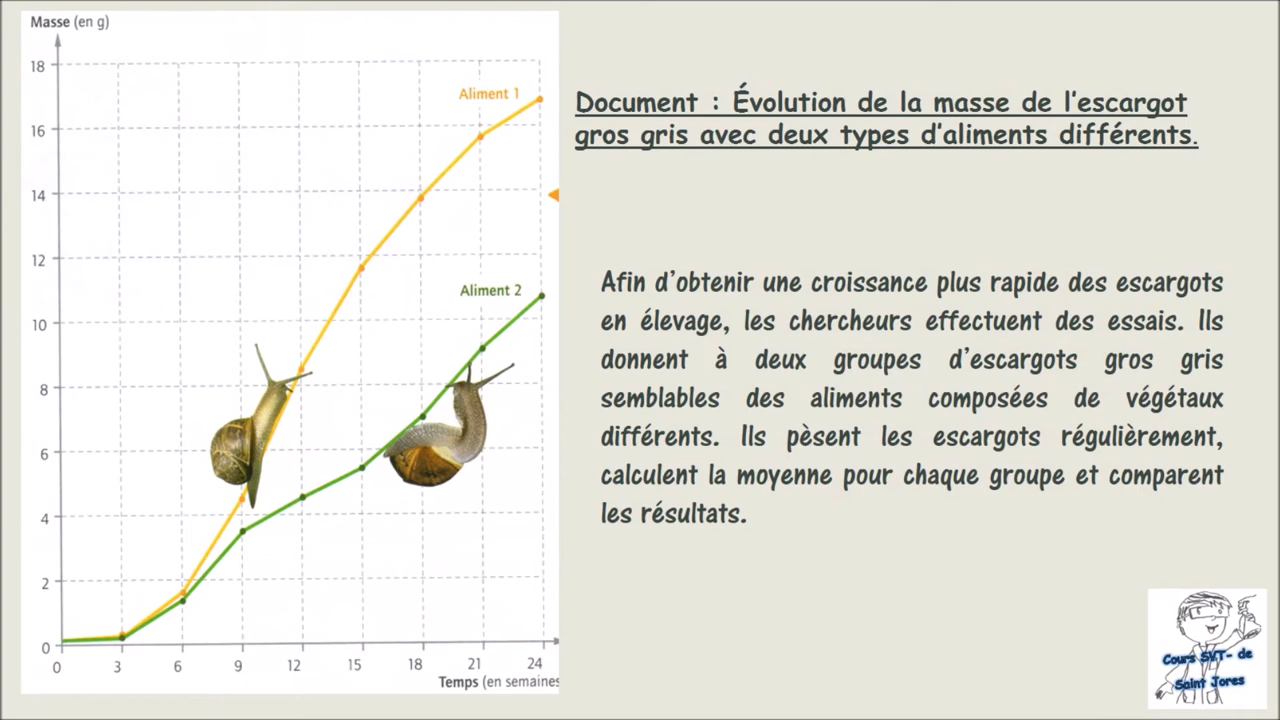 Masse (en g)
18
16
14
12
10
8
6
4
2
0
Aliment 1
Aliment 2
0 3 6 9 12 15 18 21 24
Temps (en semaines
Document : Évolution de la masse de l'escargot
gros gris avec deux types d'aliments différents.
Afin d'obtenir une croissance plus rapide des escargots
en élevage, les chercheurs effectuent des essais. Ils
donnent à deux groupes d'escargots gros gris
semblables des aliments composées de végétaux
différents. Ils pèsent les escargots régulièrement,
calculent la moyenne pour chaque groupe et comparent
les résultats.
Cours SVT- de
Saint Jores